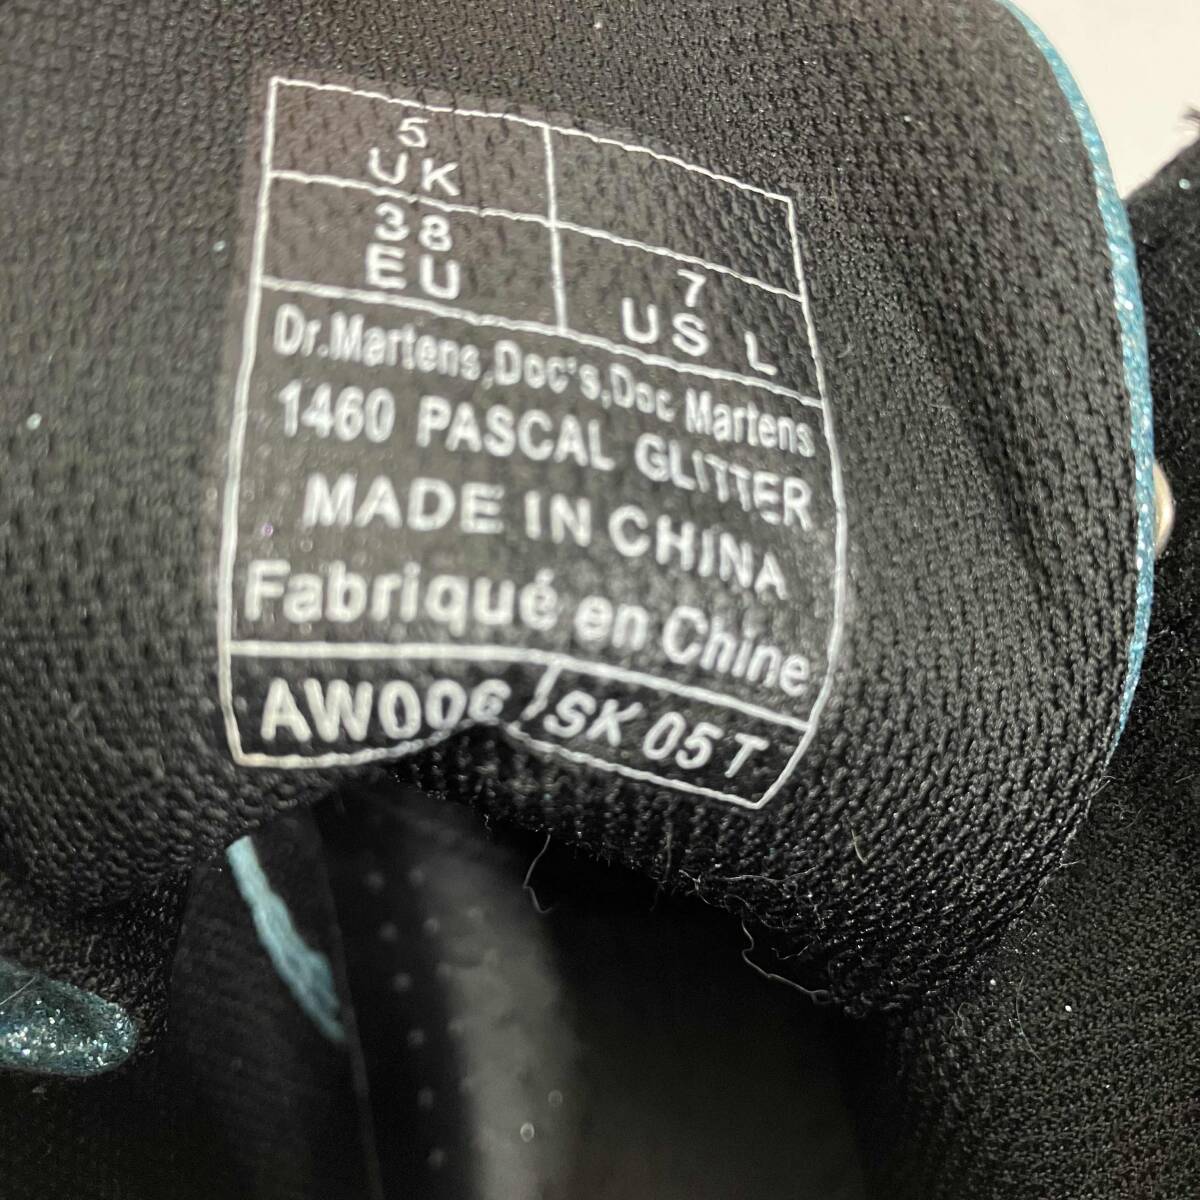 5
UK
38
EU
7
US L
Dr.Martens,Doc's,Doc Martens
1460 PASCAL GLITTER
MADE IN CHINA
Fabriqué en Chine
AW006 SK 05 T